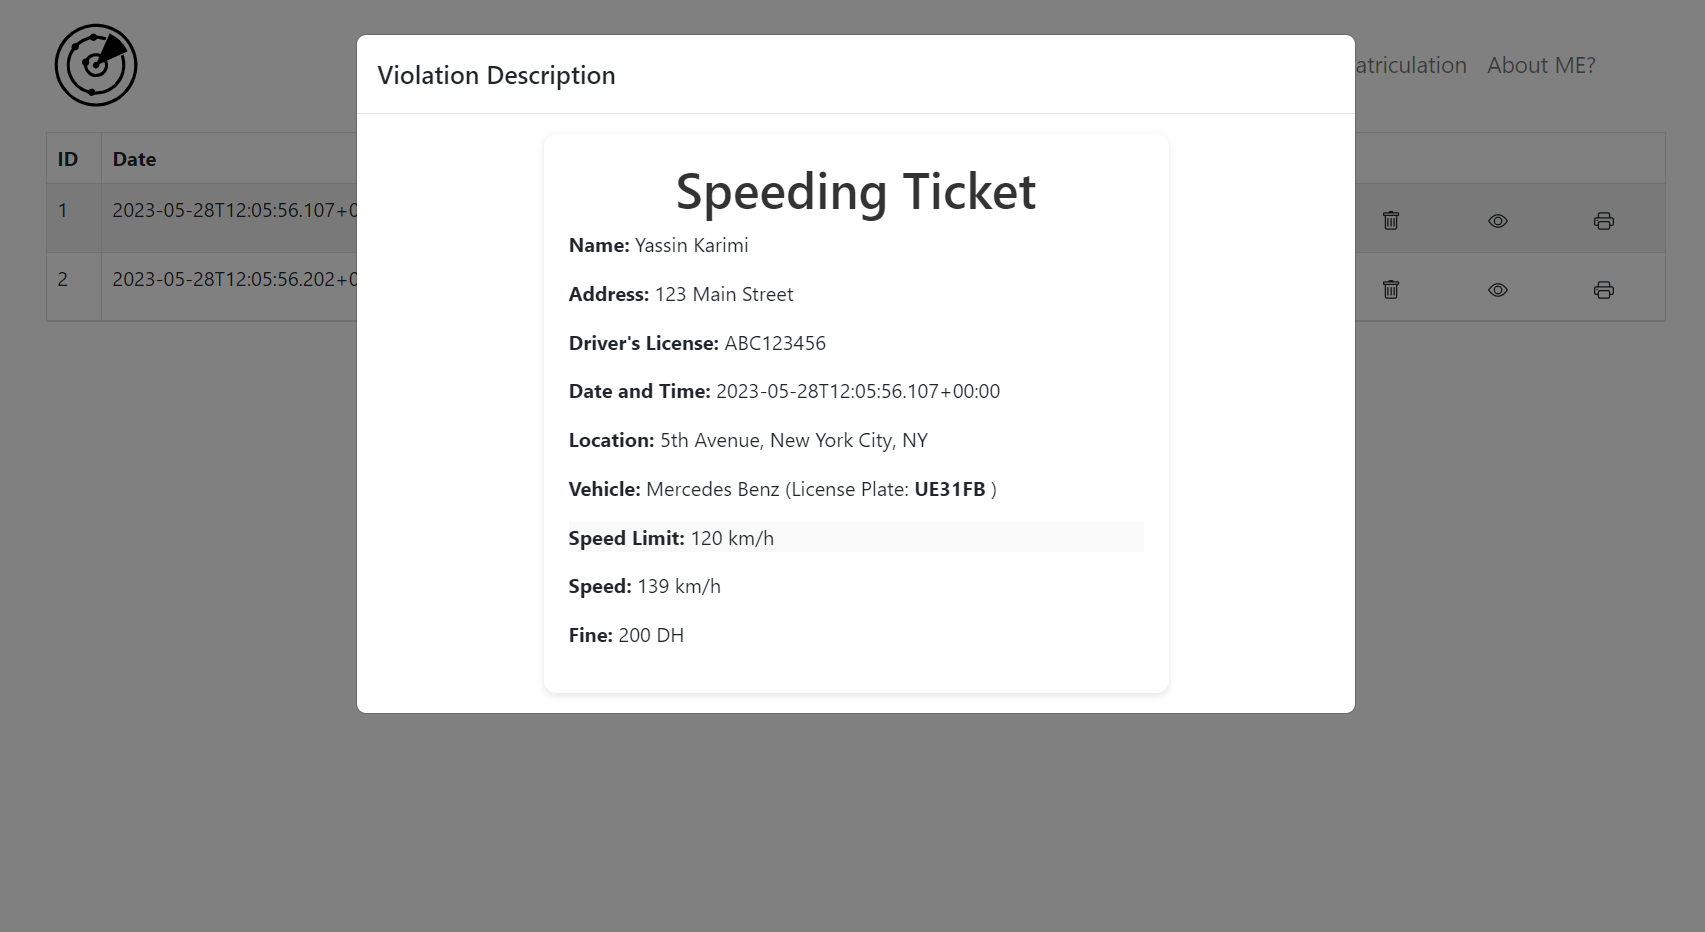 Violation Description
atriculation About ME?
ID Date
1 2023-05-28T12:05:56.107+0
2 2023-05-28T12:05:56.202+0
Speeding Ticket
Name: Yassin Karimi
Address: 123 Main Street
Driver's License: ABC123456
Date and Time: 2023-05-28T12:05:56.107+00:00
Location: 5th Avenue, New York City, NY
Vehicle: Mercedes Benz (License Plate: UE31FB )
Speed Limit: 120 km/h
Speed: 139 km/h
Fine: 200 DH